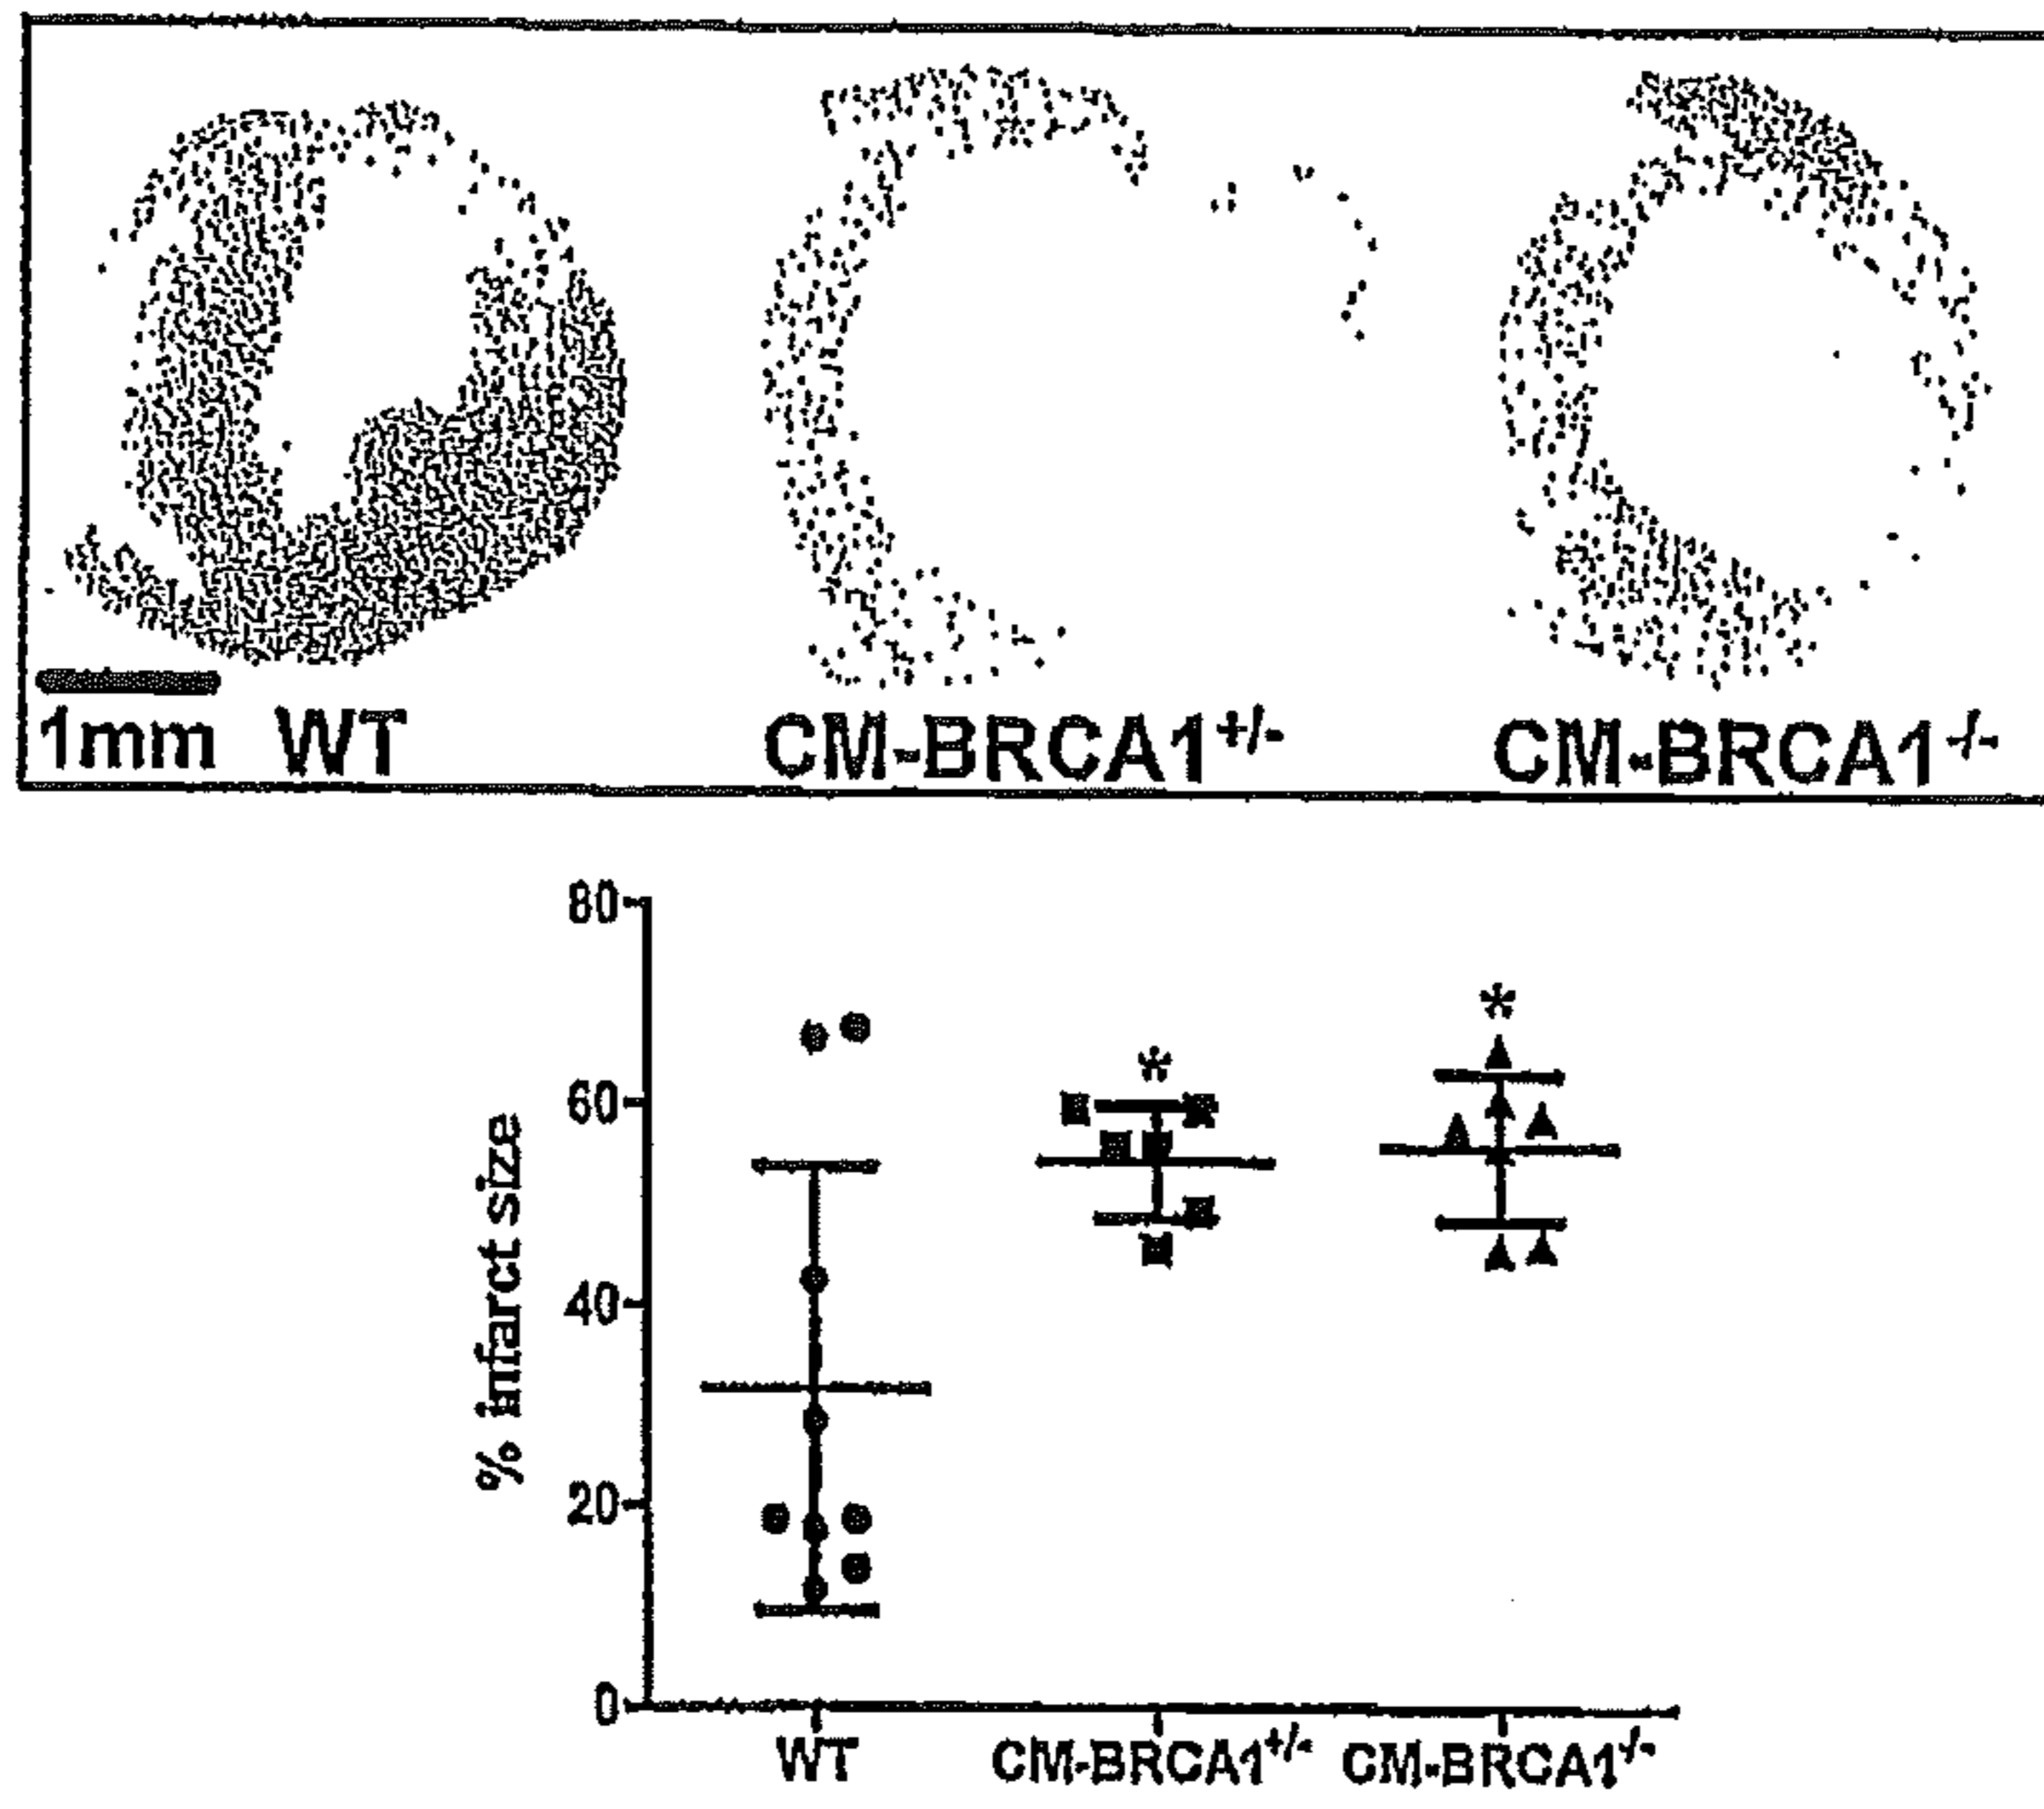 1mm WT CM-BRCA1+/- CM-BRCA1-/-
80
*
*
60
% infarct size
40
20
0
WT CM-BRCA1+/- CM-BRCA1-/-